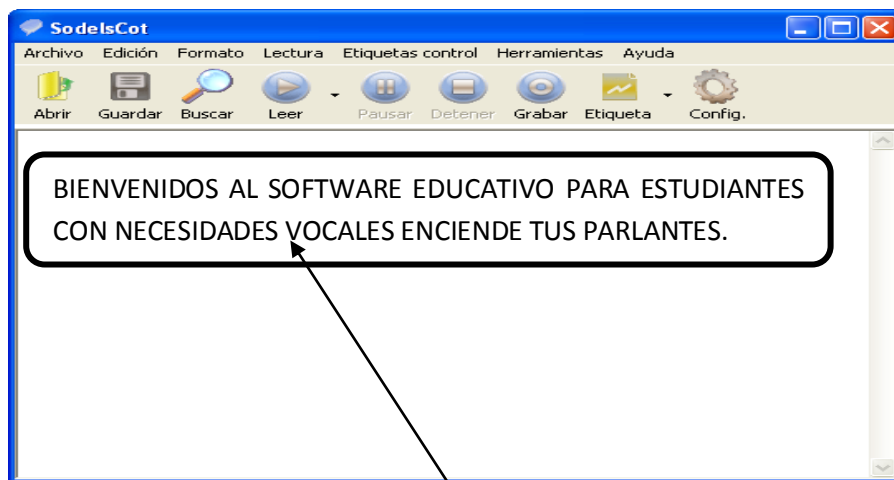 SodelsCot
Archivo Edición Formato Lectura Etiquetas control Herramientas Ayuda
Abrir Guardar Buscar Leer Pausar Detener Grabar Etiqueta Config.
BIENVENIDOS AL SOFTWARE EDUCATIVO PARA ESTUDIANTES
CON NECESIDADES VOCALES ENCIENDE TUS PARLANTES.